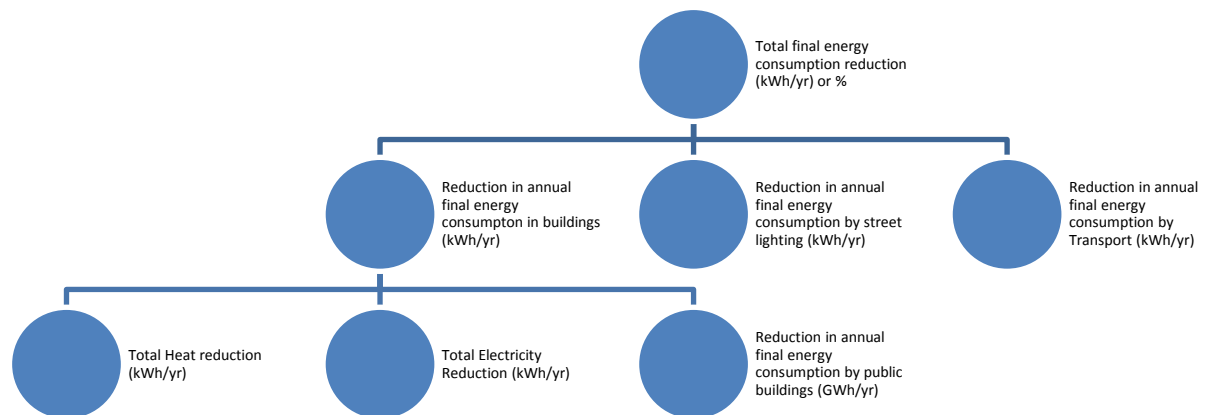 Total final energy
consumption reduction
(kWh/yr) or %
Reduction in annual
final energy
consumpton in buildings
(kWh/yr)
Reduction in annual
final energy
consumption by street
lighting (kWh/yr)
Reduction in annual
final energy
consumption by
Transport (kWh/yr)
Total Heat reduction
(kWh/yr)
Total Electricity
Reduction (kWh/yr)
Reduction in annual
final energy
consumption by public
buildings (GWh/yr)